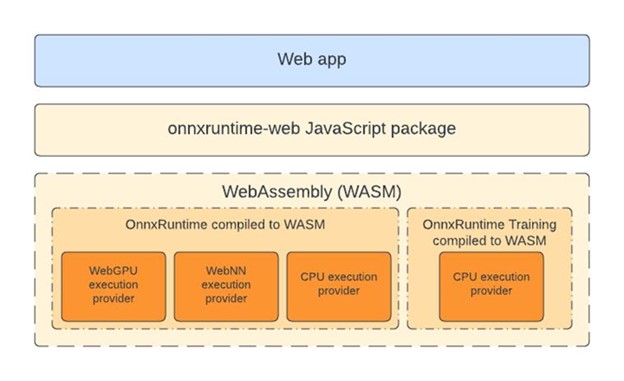 Web app
onnxruntime-web JavaScript package
WebAssembly (WASM)
OnnxRuntime compiled to WASM
WebGPU
execution
provider
WebNN
execution
provider
CPU execution
provider
OnnxRuntime Training
compiled to WASM
CPU execution
provider